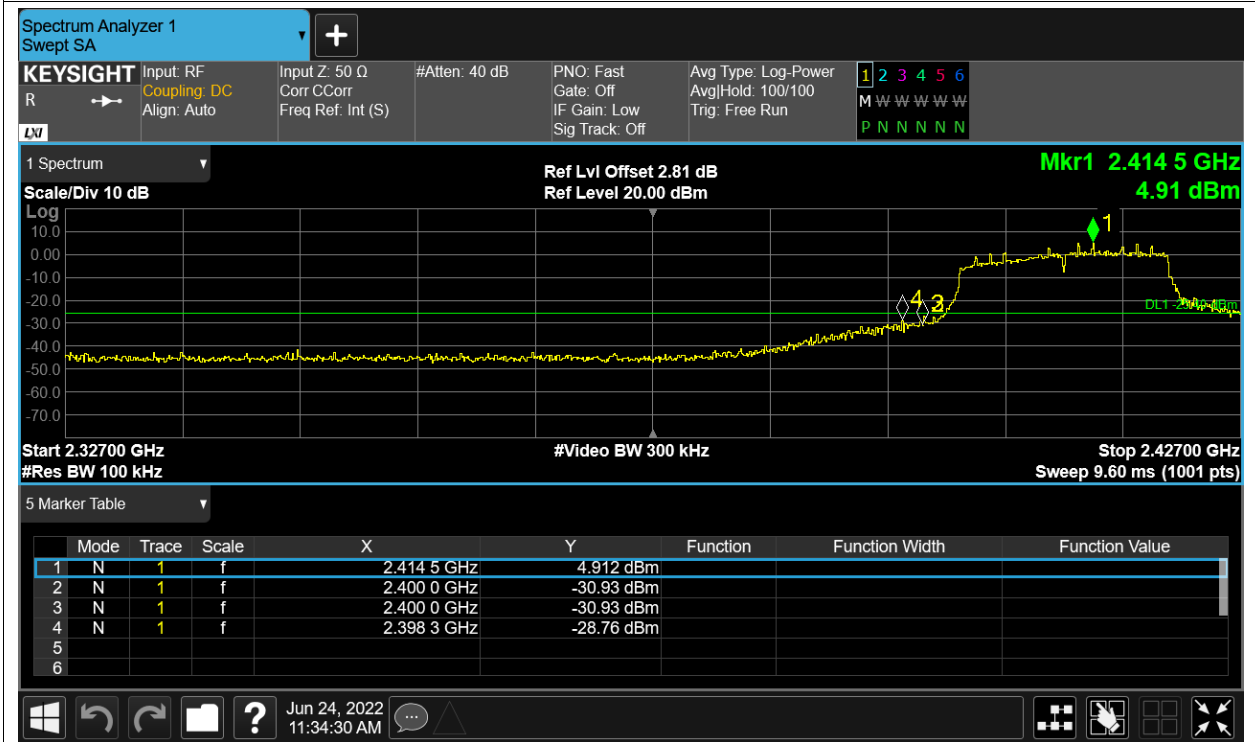 Spectrum Analyzer 1
Swept SA
KEYSIGHT
R
LXI
Input: RF
Coupling: DC
Align: Auto
Input Z: 50 Ω
Corr CCorr
Freq Ref: Int (S)
#Atten: 40 dB
PNO: Fast
Gate: Off
IF Gain: Low
Sig Track: Off
Avg Type: Log-Power
Avg|Hold: 100/100
Trig: Free Run
1 2 3 4 5 6
M W W W W W
P N N N N N
1 Spectrum
Scale/Div 10 dB
Ref Lvl Offset 2.81 dB
Ref Level 20.00 dBm
Mkr1 2.414 5 GHz
4.91 dBm
Log
10.0
0.00
-10.0
-20.0
-30.0
-40.0
-50.0
-60.0
-70.0
1
4
DL1
dBm
Start 2.32700 GHz
#Video BW 300 kHz
Stop 2.42700 GHz
#Res BW 100 kHz
Sweep 9.60 ms (1001 pts)
5 Marker Table
Mode Trace Scale X Y Function Function Width Function Value
1 N 1 f 2.414 5 GHz 4.912 dBm
2 N 1 f 2.400 0 GHz -30.93 dBm
3 N 1 f 2.400 0 GHz -30.93 dBm
4 N 1 f 2.398 3 GHz -28.76 dBm
5
6
?
Jun 24, 2022
11:34:30 AM